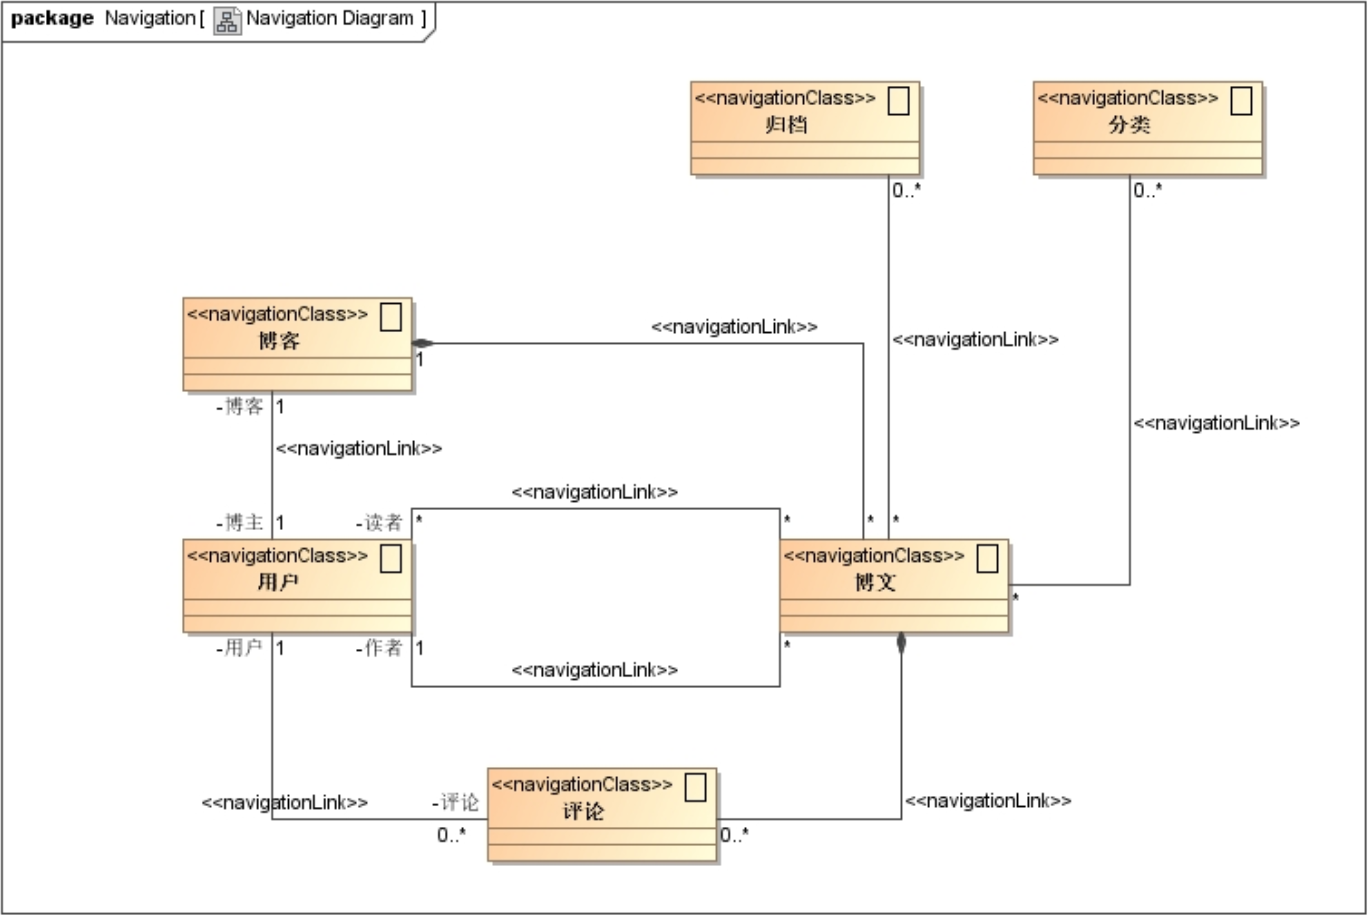 package Navigation[ Navigation Diagram ]
<<navigationClass>>
归档
<<navigationClass>>
分类
0..*
0..*
<<navigationClass>>
博客
1
<<navigationLink>>
<<navigationLink>>
-博客 1
<<navigationLink>>
<<navigationLink>>
<<navigationLink>>
-博主 1
-读者 *
*
*
*
<<navigationClass>>
用户
<<navigationClass>>
博文
*
-用户 1
-作者 1
*
<<navigationLink>>
<<navigationClass>>
评论
<<navigationLink>>
-评论
0..*
0..*
<<navigationLink>>